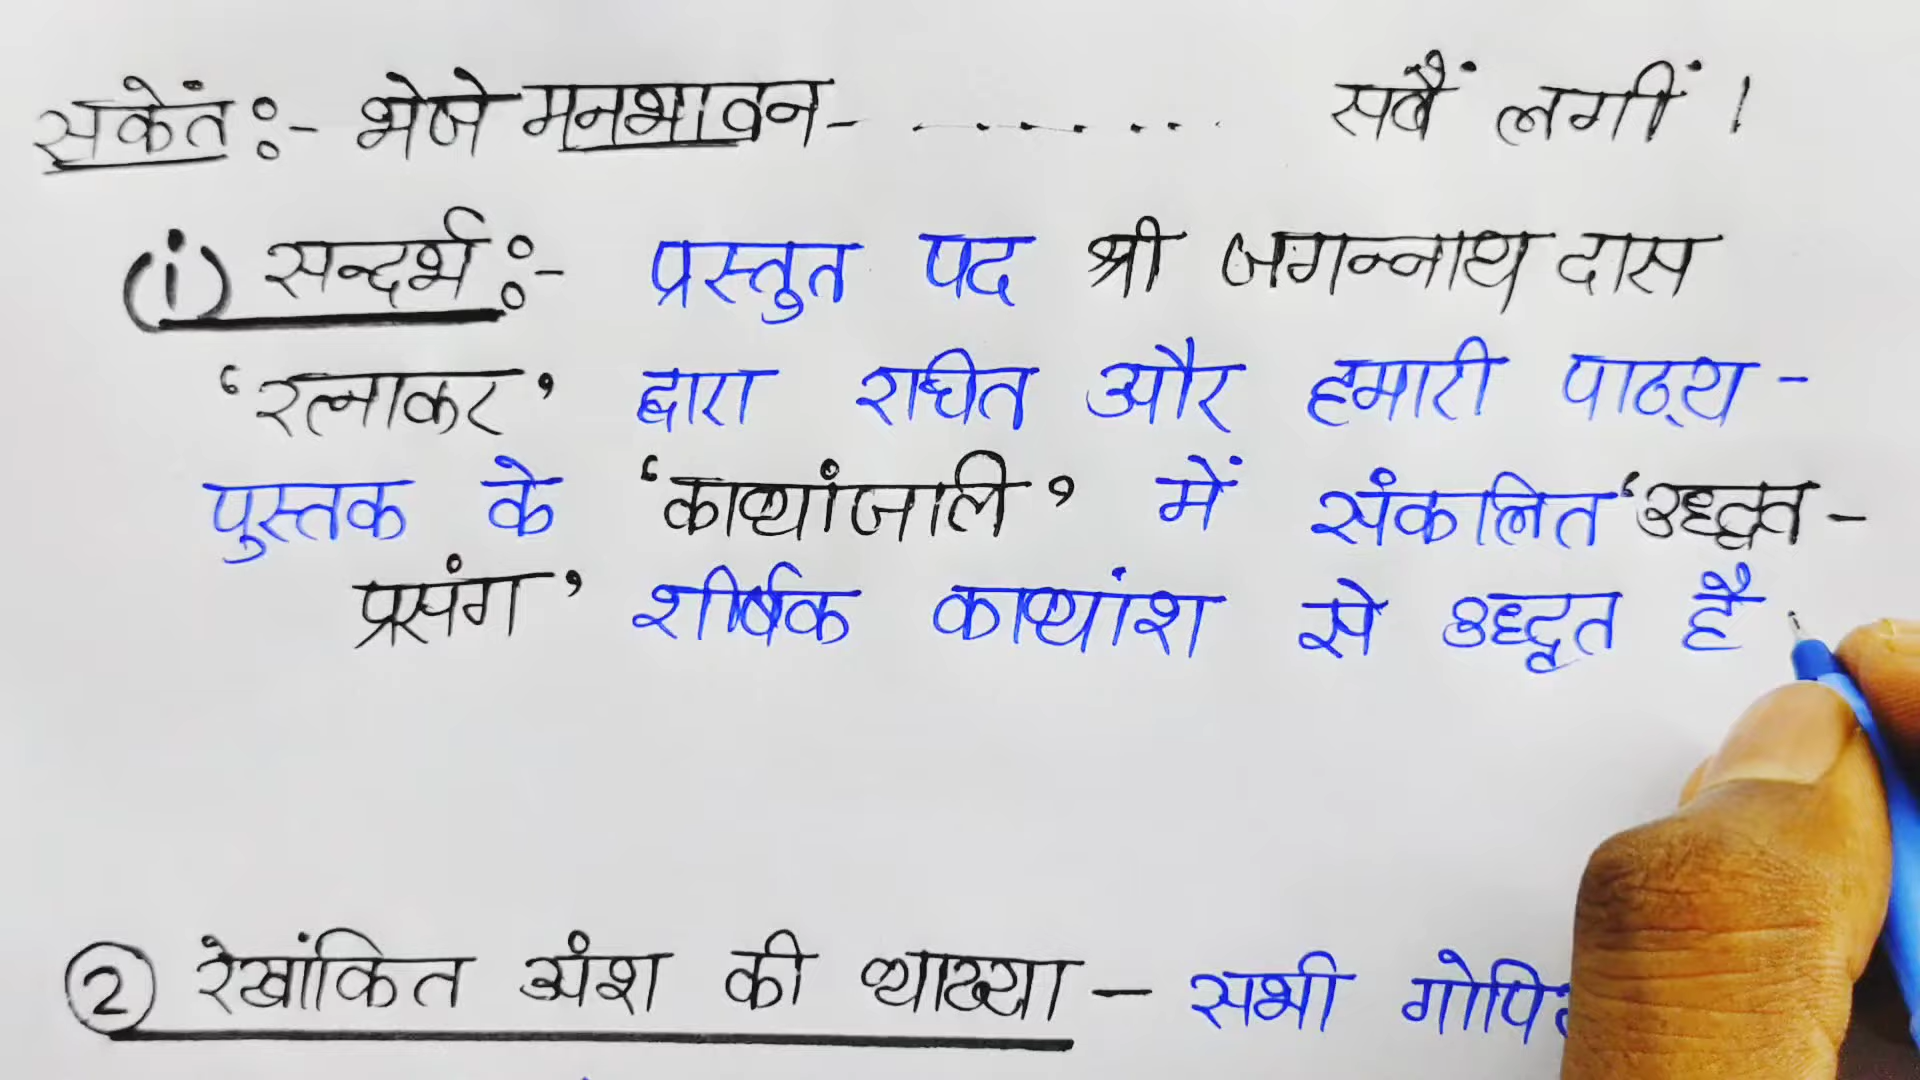 सकेतं :- भेजे मनभावन - ........ सबैं लगीं ।
(i) सन्दर्भ :- प्रस्तुत पद श्री जगन्नाथ दास
‘रत्नाकर’ द्वारा रचित और हमारी पाठ्य -
पुस्तक के ‘काव्यांजलि’ में संकलित ‘उद्धव -
प्रसंग’ शीर्षक काव्यांश से उद्धृत है
2 रेखांकित अंश की व्याख्या - सभी